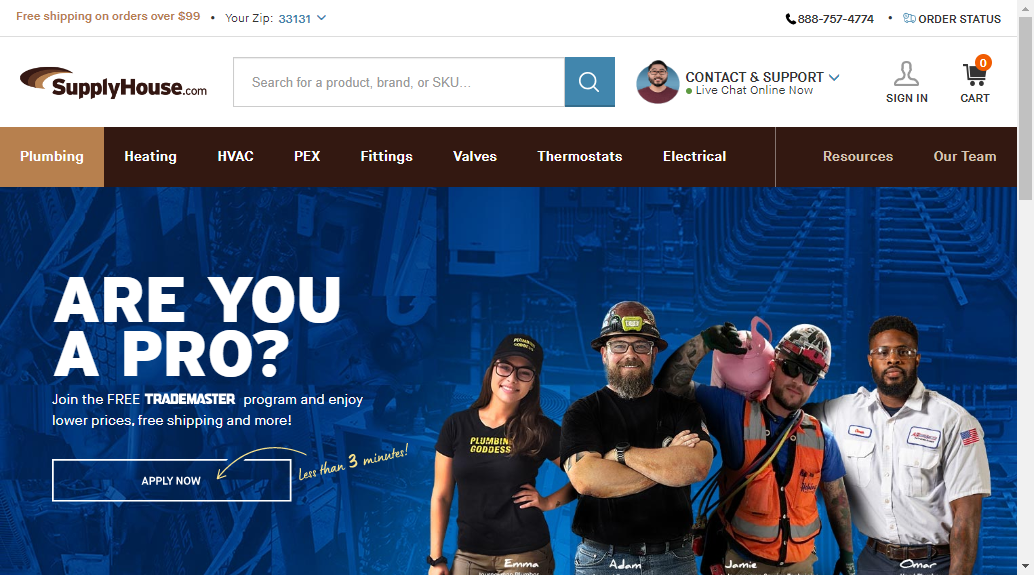 Free shipping on orders over $99 • Your Zip: 33131
888-757-4774 • ORDER STATUS
SupplyHouse.com
Search for a product, brand, or SKU...
CONTACT & SUPPORT
Live Chat Online Now
SIGN IN
0
CART
Plumbing Heating HVAC PEX Fittings Valves Thermostats Electrical Resources Our Team
ARE YOU
A PRO?
Join the FREE TRADEMASTER program and enjoy
lower prices, free shipping and more!
APPLY NOW
Less than 3 minutes!
PLUMBING
GODDESS
PLUMBING
GODDESS
Emma
Adam
Jamie
Omar